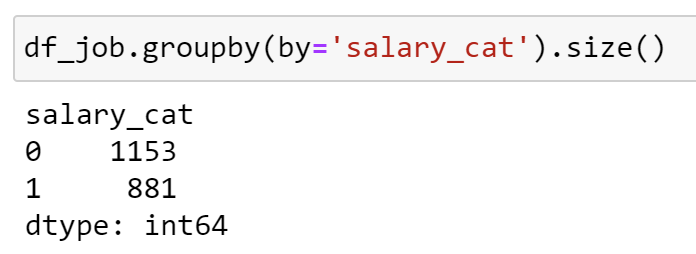 df_job.groupby(by='salary_cat').size()
salary_cat
0    1153
1     881
dtype: int64